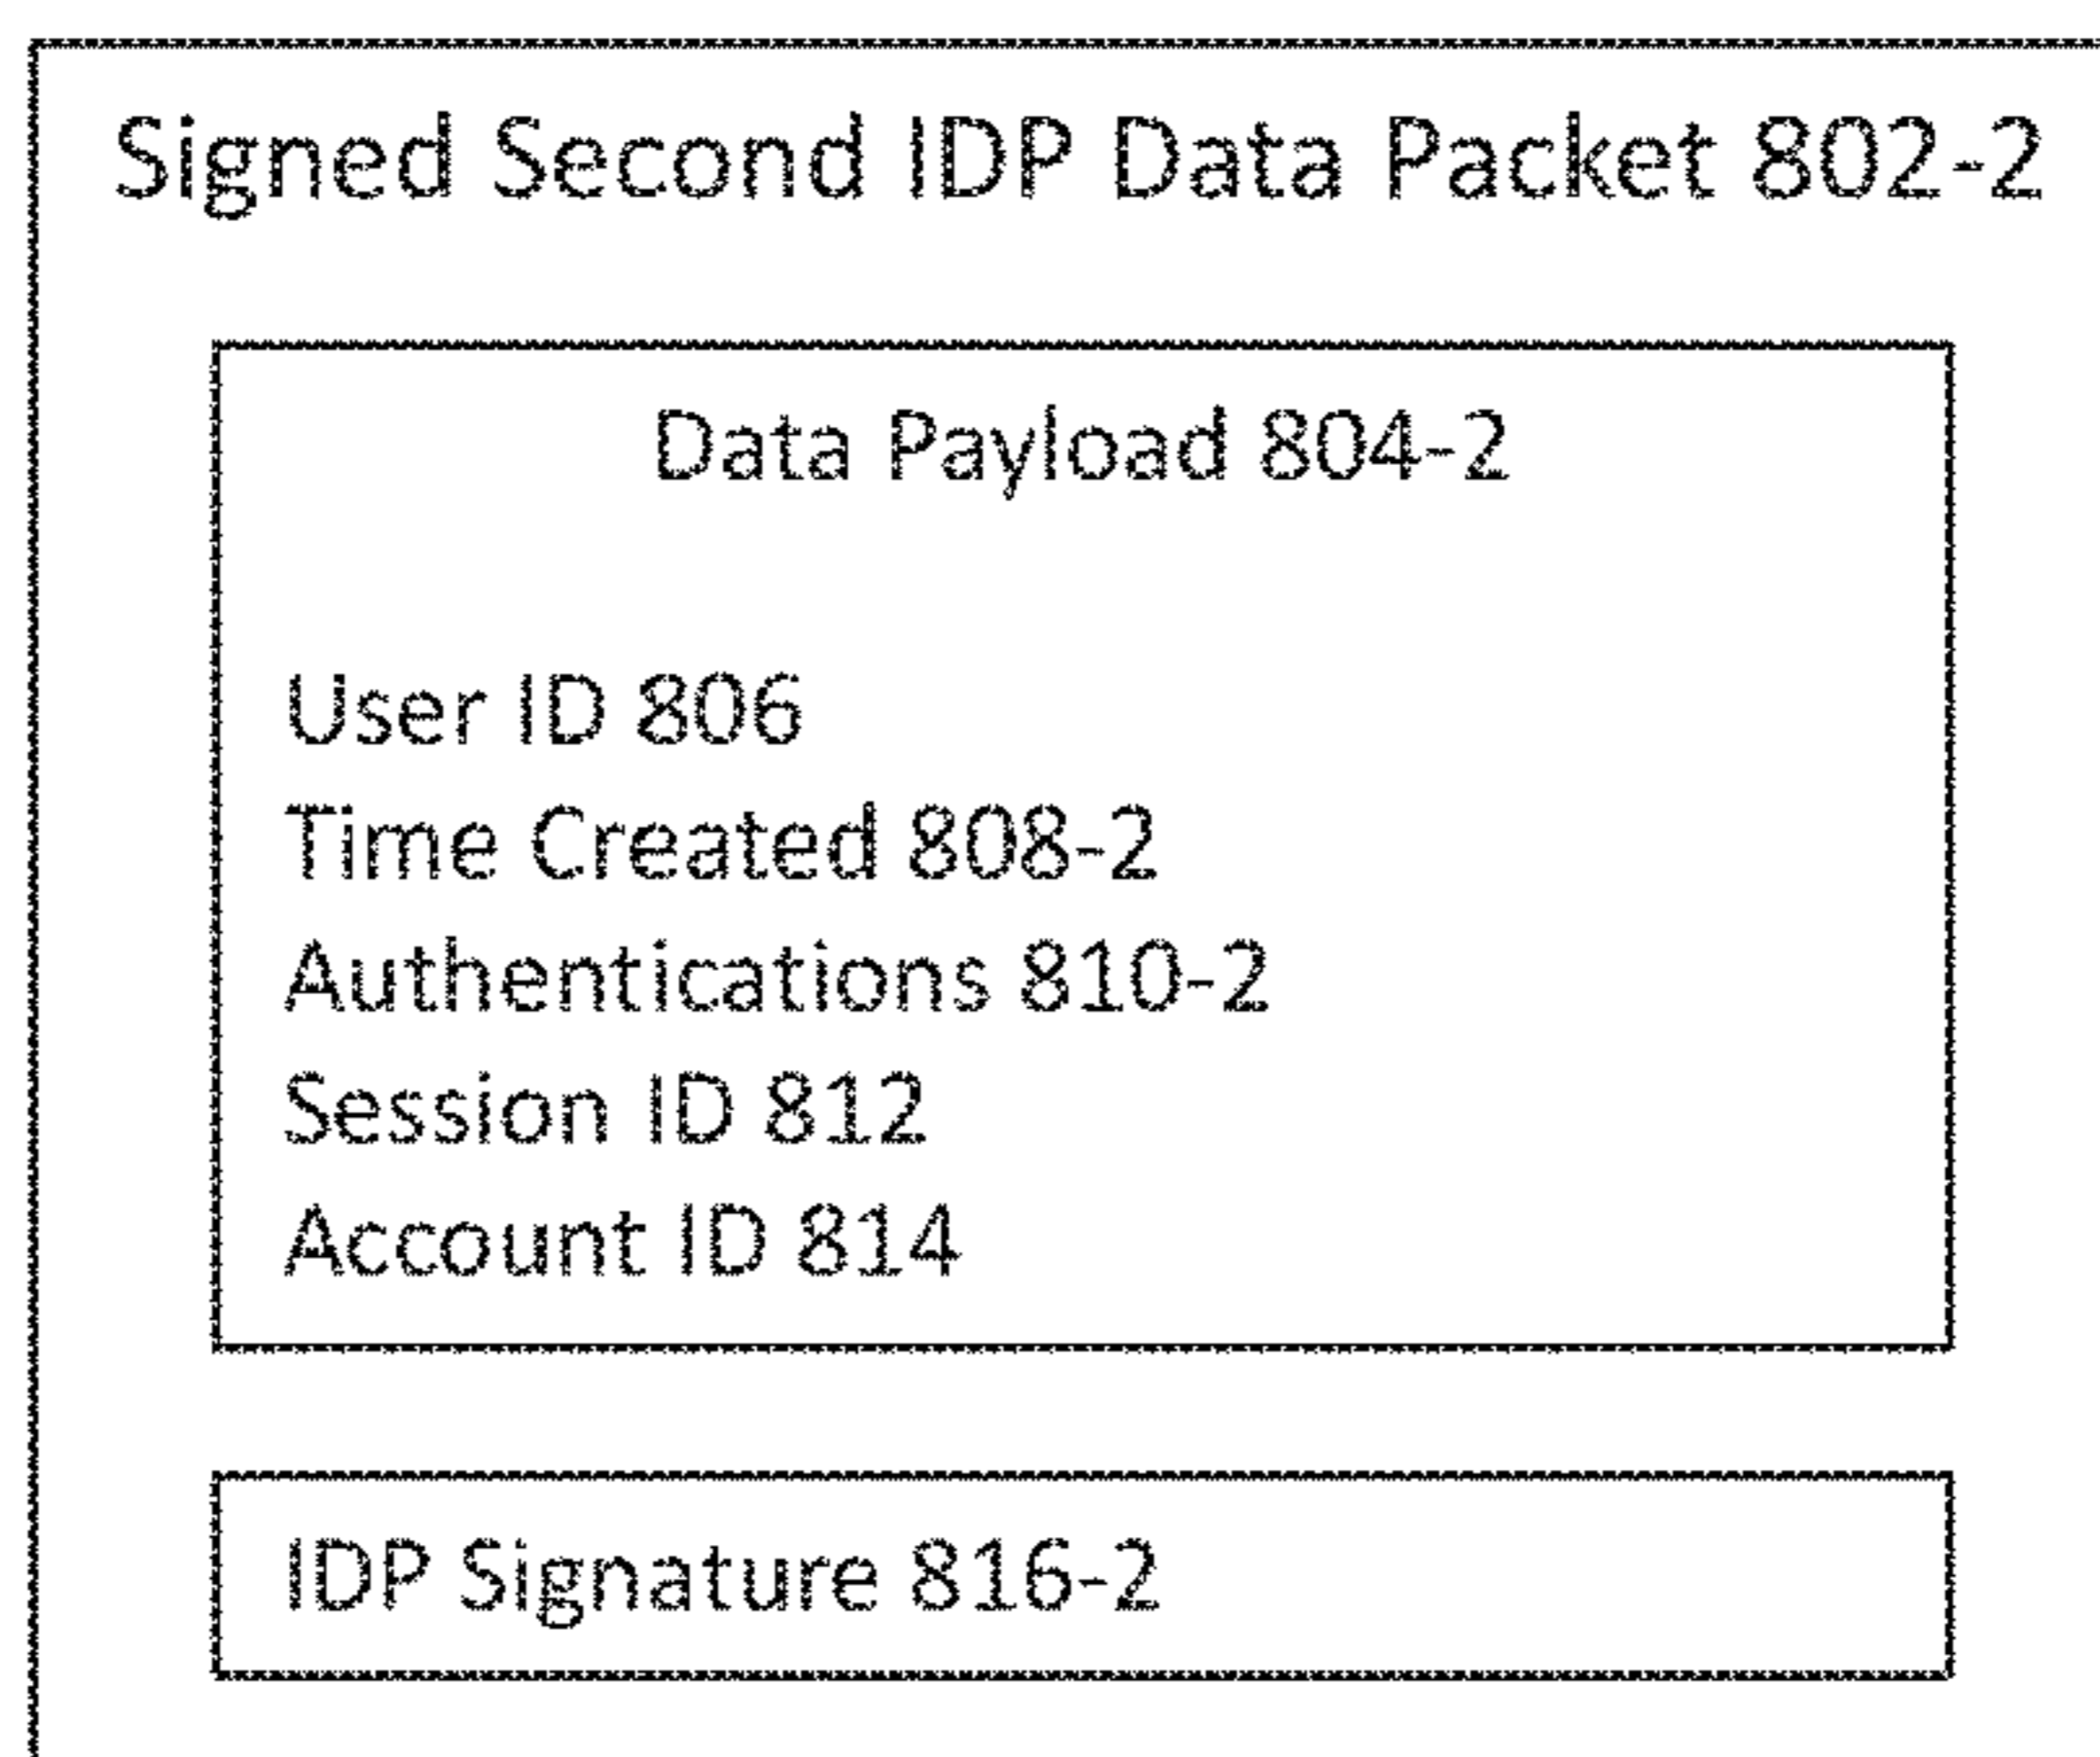 Signed Second IDP Data Packet 802-2
Data Payload 804-2
User ID 806
Time Created 808-2
Authentications 810-2
Session ID 812
Account ID 814
IDP Signature 816-2